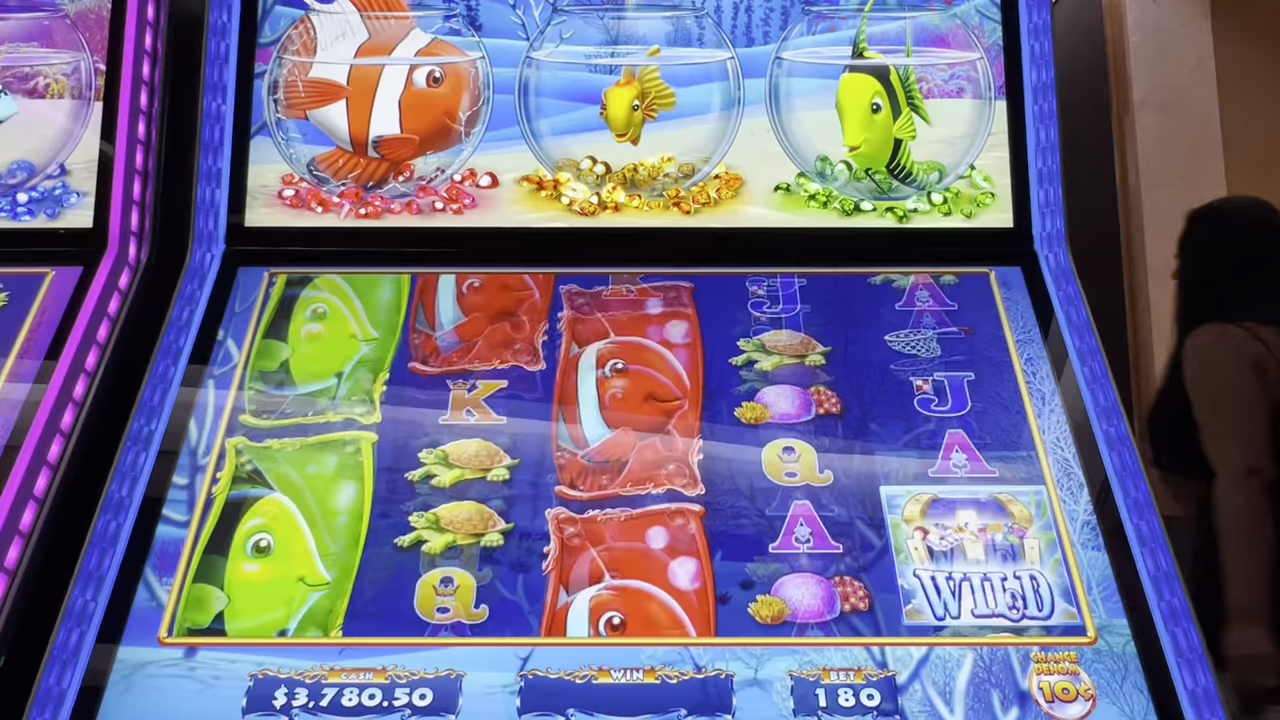 K
J
A
K
J
Q
A
Q
A
WILD
CASH
$3,780.50
WIN
BET
180
CHANGE
DENOM
10¢